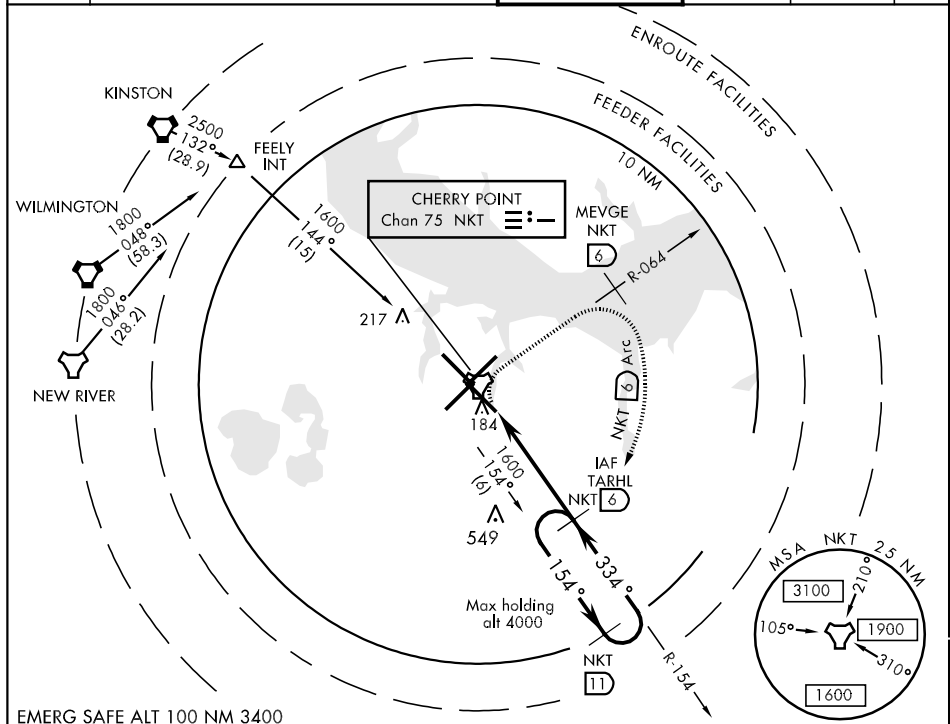 ENROUTE FACILITIES
FEEDER FACILITIES
10 NM
KINSTON
2500
132°
(28.9)
FEELY
INT
WILMINGTON
1800
048°
(58.3)
1800
046°
(28.2)
NEW RIVER
1600
144°
(15)
CHERRY POINT
Chan 75 NKT
MEVGE
NKT
6
R-064
217
NKT 6 Arc
184
1600
154°
(6)
IAF
TARHL
NKT 6
549
154°
334°
Max holding
alt 4000
NKT
11
R-154
MSA NKT 25 NM
3100
210°
105°
1900
310°
1600
EMERG SAFE ALT 100 NM 3400